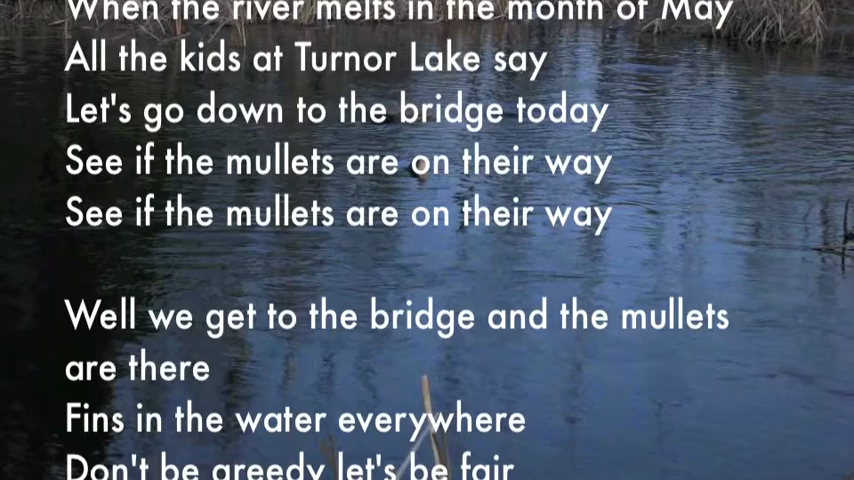 When the river melts in the month of May
All the kids at Turnor Lake say
Let's go down to the bridge today
See if the mullets are on their way
See if the mullets are on their way
Well we get to the bridge and the mullets
are there
Fins in the water everywhere
Don't be greedy let's be fair